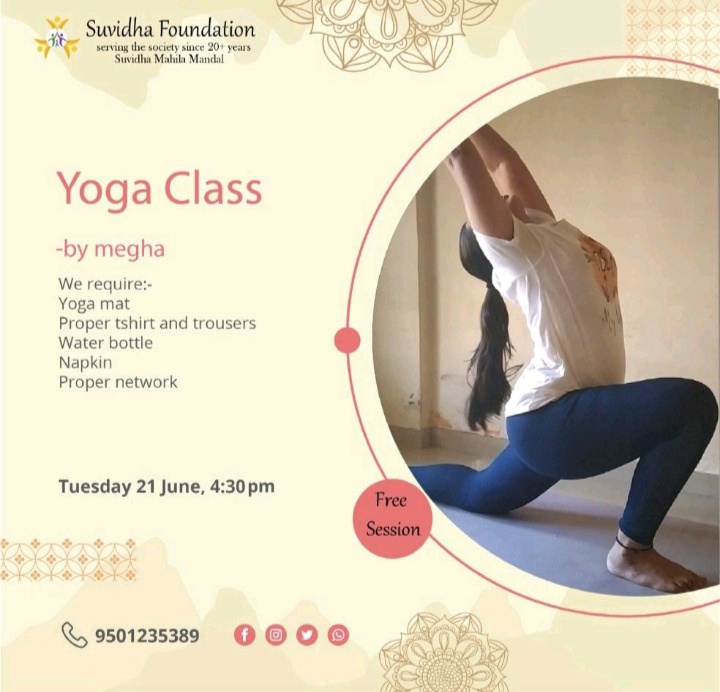 Suvidha Foundation
serving the society since 20+ years
Suvidha Mahila Mandal
Yoga Class
-by megha
We require:-
Yoga mat
Proper tshirt and trousers
Water bottle
Napkin
Proper network
Tuesday 21 June, 4:30pm
Free
Session
9501235389